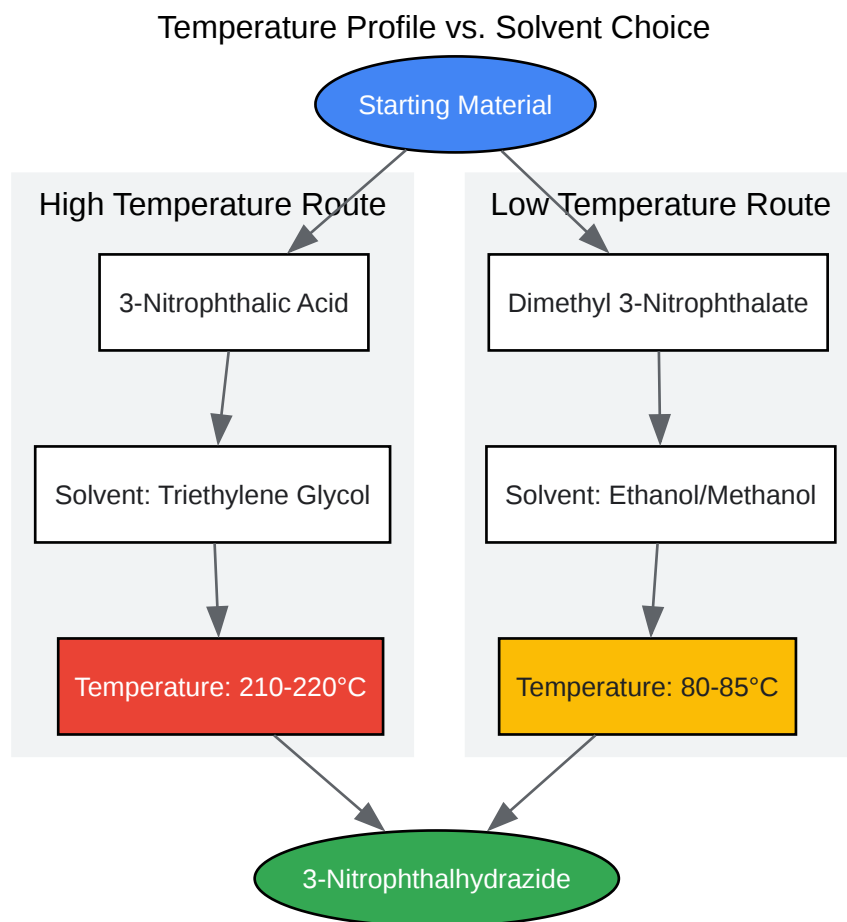 Temperature Profile vs. Solvent Choice
Starting Material
High Temperature Route
3-Nitrophthalic Acid
Solvent: Triethylene Glycol
Temperature: 210-220°C
Low Temperature Route
Dimethyl 3-Nitrophthalate
Solvent: Ethanol/Methanol
Temperature: 80-85°C
3-Nitrophthalhydrazide